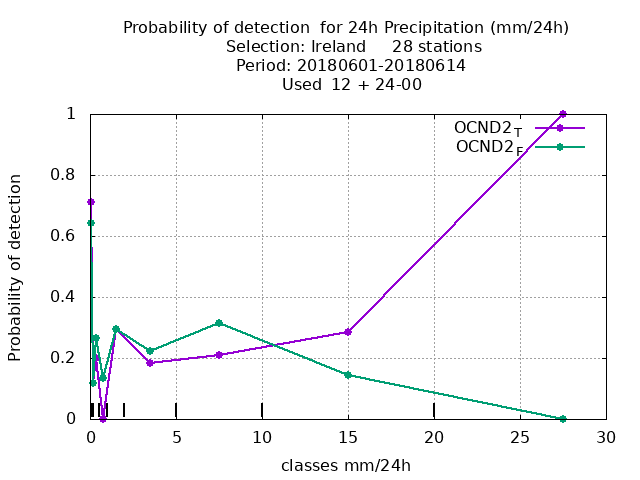 Probability of detection  for 24h Precipitation (mm/24h)
Selection: Ireland     28 stations
Period: 20180601-20180614
Used  12 + 24-00
OCND2T
OCND2F
Probability of detection
1
0.8
0.6
0.4
0.2
0
0 5 10 15 20 25 30
classes mm/24h